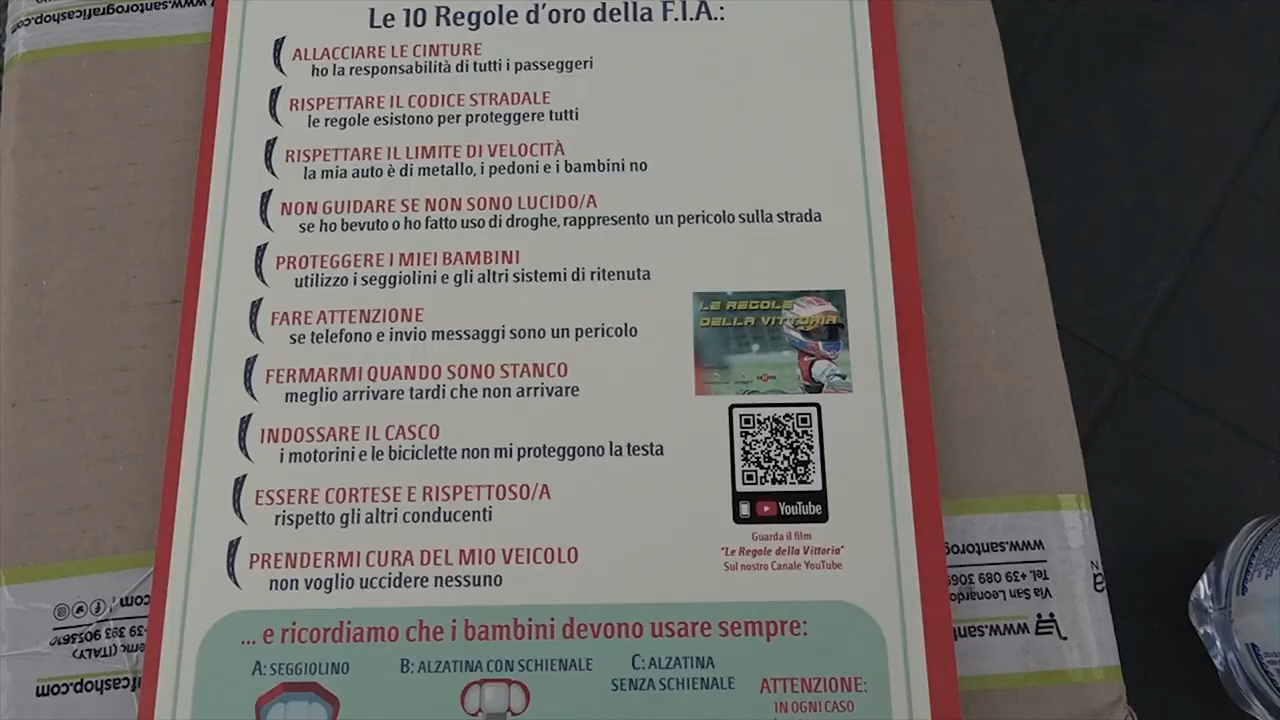 Le 10 Regole d'oro della F.I.A.:
ALLACCIARE LE CINTURE
ho la responsabilità di tutti i passeggeri
RISPETTARE IL CODICE STRADALE
le regole esistono per proteggere tutti
RISPETTARE IL LIMITE DI VELOCITÀ
la mia auto è di metallo, i pedoni e i bambini no
NON GUIDARE SE NON SONO LUCIDO/A
se ho bevuto o ho fatto uso di droghe, rappresento un pericolo sulla strada
PROTEGGERE I MIEI BAMBINI
utilizzo i seggiolini e gli altri sistemi di ritenuta
FARE ATTENZIONE
se telefono e invio messaggi sono un pericolo
FERMARMI QUANDO SONO STANCO
meglio arrivare tardi che non arrivare
INDOSSARE IL CASCO
i motorini e le biciclette non mi proteggono la testa
ESSERE CORTESE E RISPETTOSO/A
rispetto gli altri conducenti
PRENDERMI CURA DEL MIO VEICOLO
non voglio uccidere nessuno
LE REGOLE
DELLA VITTORIA
YouTube
Guarda il film
"Le Regole della Vittoria"
Sul nostro Canale YouTube
... e ricordiamo che i bambini devono usare sempre:
A: SEGGIOLINO
B: ALZATINA CON SCHIENALE
C: ALZATINA
SENZA SCHIENALE
ATTENZIONE:
IN OGNI CASO
www.santorog
Tel. +39 089 306
Via San Leonardo
www.sant